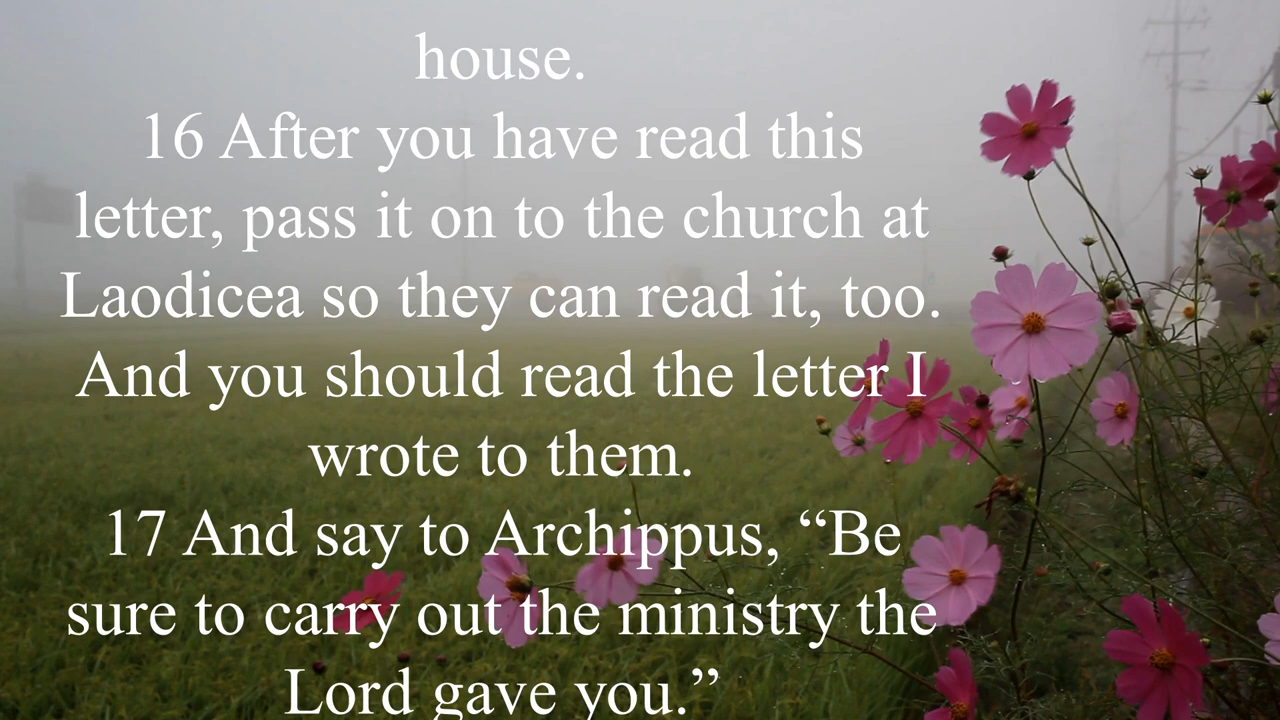 house.
16 After you have read this
letter, pass it on to the church at
Laodicea so they can read it, too.
And you should read the letter I
wrote to them.
17 And say to Archippus, “Be
sure to carry out the ministry the
Lord gave you.”